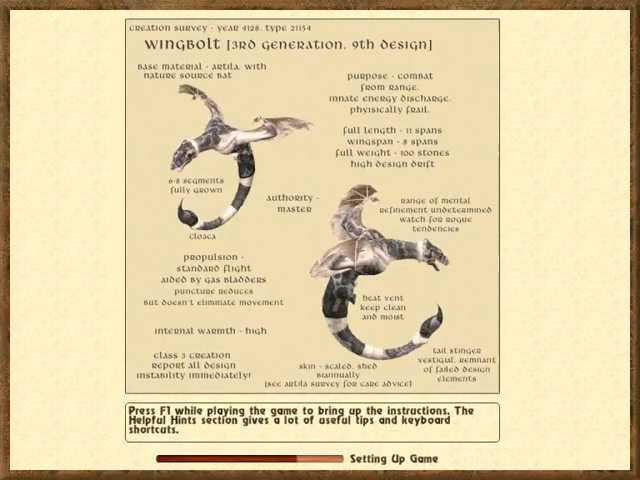 creation survey - year 4128, type 21154
WINGBOLT [3rd generation, 9th design]
base material - artila, with
nature source bat
purpose - combat
from range.
innate energy discharge.
phyisically frail.
full length - 11 spans
wingspan - 8 spans
full weight - 100 stones
high design drift
6-8 segments
fully grown
authority -
master
range of mental
refinement undetermined
watch for rogue
tendencies
cloaca
propulsion -
standard flight
aided by gas bladders
puncture reduces
but doesn't eliminate movement
heat vent
keep clean
and moist
internal warmth - high
class 3 creation
report all design
instability immediately!
skin - scaled, shed
biannually
(see artila survey for care advice)
tail stinger
vestigial, remnant
of failed design
elements
Press F1 while playing the game to bring up the instructions. The
Helpful Hints section gives a lot of useful tips and keyboard
shortcuts.
Setting Up Game